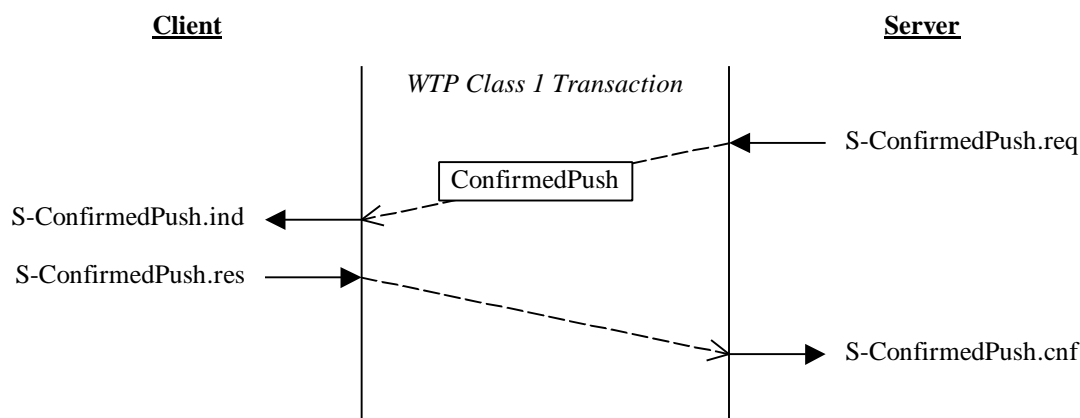 Client
Server
WTP Class 1 Transaction
S-ConfirmedPush.req
ConfirmedPush
S-ConfirmedPush.ind
S-ConfirmedPush.res
S-ConfirmedPush.cnf